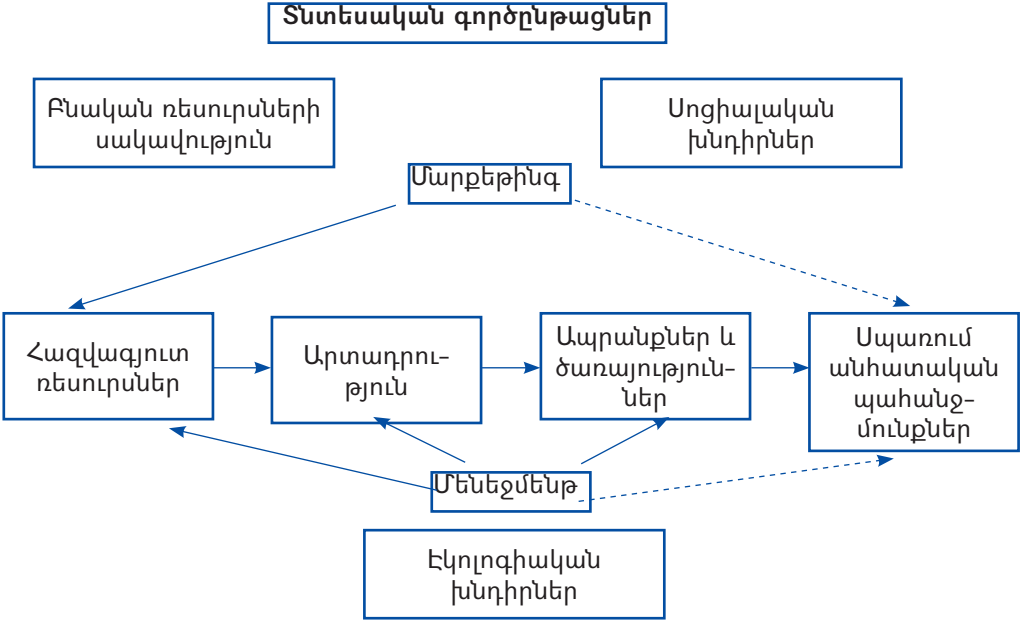 Տնտեսական գործընթացներ
Բնական ռեսուրսների
սակավություն
Սոցիալական
խնդիրներ
Մարքեթինգ
Հազվագյուտ
ռեսուրսներ
Արտադրու-
թյուն
Ապրանքներ և
ծառայություն-
ներ
Սպառում
անհատական
պահանջ-
մունքներ
Մենեջմենթ
Էկոլոգիական
խնդիրներ